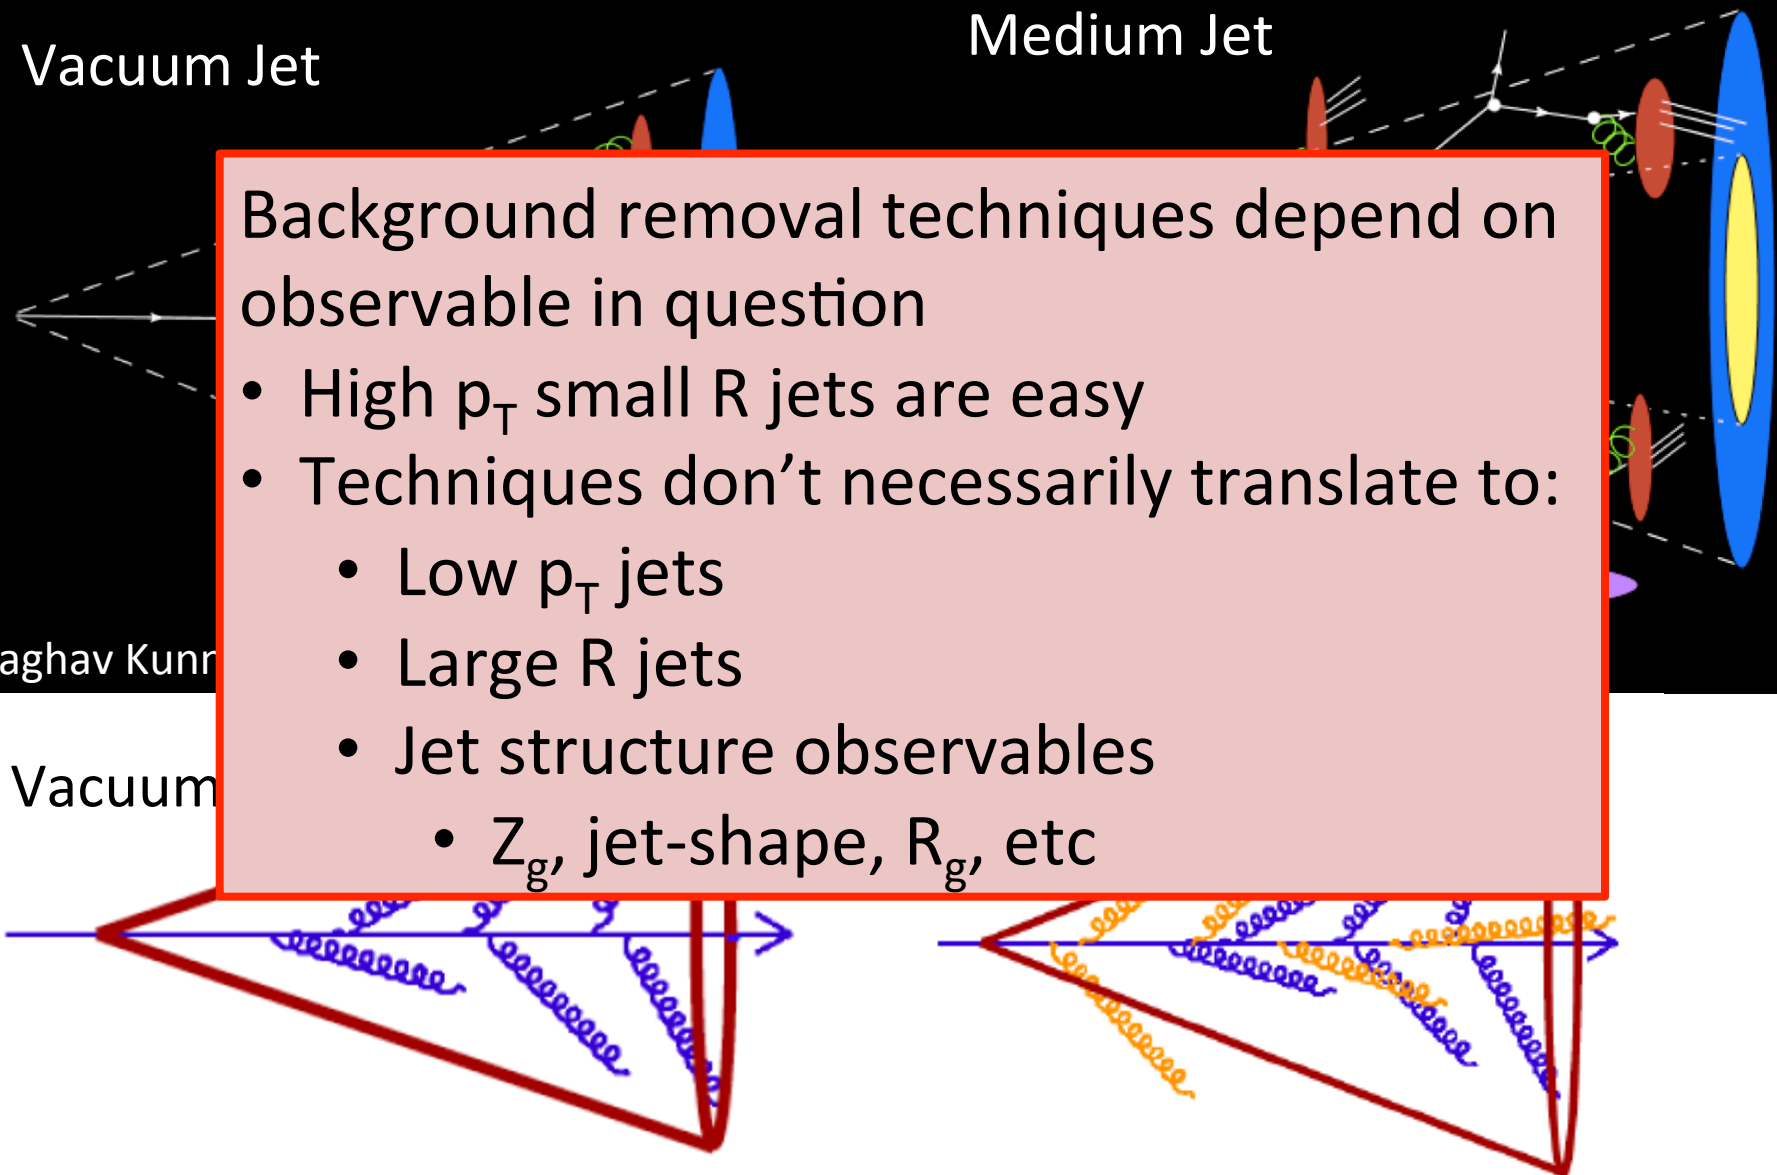 Vacuum Jet
Medium Jet
Background removal techniques depend on
observable in question
• High pT small R jets are easy
• Techniques don’t necessarily translate to:
• Low pT jets
• Large R jets
• Jet structure observables
• Zg, jet-shape, Rg, etc
aghav Kunn
Vacuum